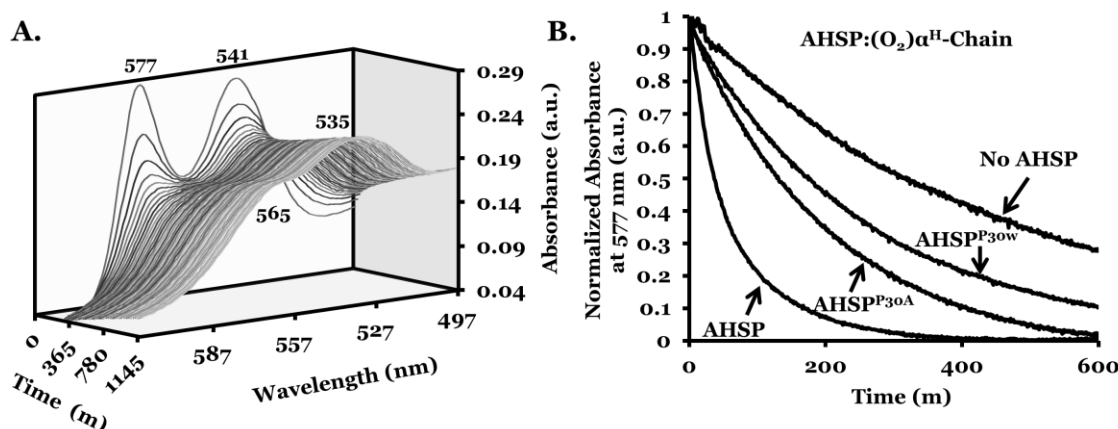 A.
577
541
535
565
0.29
0.24
0.19
0.14
0.09
0.04
Absorbance (a.u.)
0
365
780
1145
Time (m)
587
557
527
497
Wavelength (nm)
B.
AHSP:(O₂)αᴴ-Chain
Normalized Absorbance
at 577 nm (a.u.)
1
0.9
0.8
0.7
0.6
0.5
0.4
0.3
0.2
0.1
0
No AHSP
AHSPᴾ³⁰ᵂ
AHSPᴾ³⁰ᴬ
AHSP
0
200
400
600
Time (m)